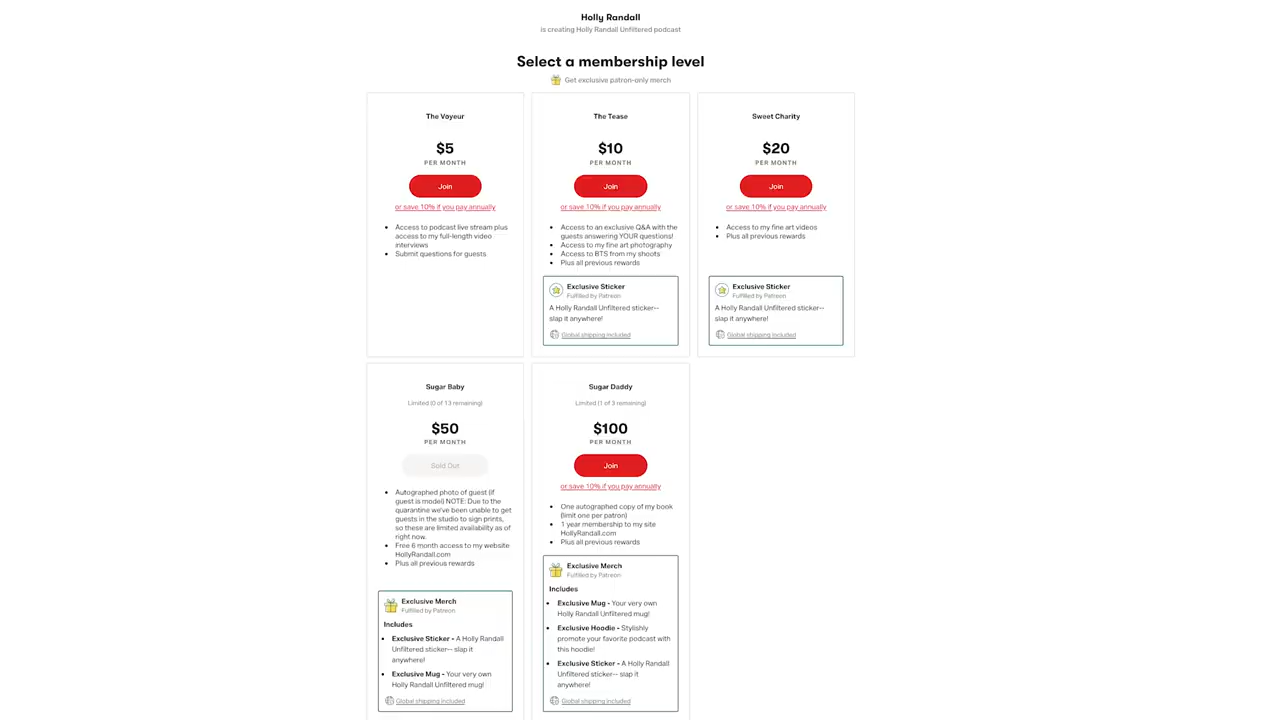 Holly Randall
is creating Holly Randall Unfiltered podcast
Select a membership level
Get exclusive patron-only merch
The Voyeur
$5
PER MONTH
Join
or save 10% if you pay annually
Access to podcast live stream plus
access to my full-length video
interviews
Submit questions for guests
The Tease
$10
PER MONTH
Join
or save 10% if you pay annually
Access to an exclusive Q&A with the
guests answering YOUR questions!
Access to my fine art photography
Access to BTS from my shoots
Plus all previous rewards
Exclusive Sticker
Fulfilled by Patreon
A Holly Randall Unfiltered sticker--
slap it anywhere!
Global shipping included
Sweet Charity
$20
PER MONTH
Join
or save 10% if you pay annually
Access to my fine art videos
Plus all previous rewards
Exclusive Sticker
Fulfilled by Patreon
A Holly Randall Unfiltered sticker--
slap it anywhere!
Global shipping included
Sugar Baby
Limited (0 of 13 remaining)
$50
PER MONTH
Sold Out
Autographed photo of guest (if
guest is model) NOTE: Due to the
quarantine we've been unable to get
guests in the studio to sign prints,
so these are limited availability as of
right now.
Free 6 month access to my website
HollyRandall.com
Plus all previous rewards
Exclusive Merch
Fulfilled by Patreon
Includes
Exclusive Sticker - A Holly Randall
Unfiltered sticker-- slap it
anywhere!
Exclusive Mug - Your very own
Holly Randall Unfiltered mug!
Global shipping included
Sugar Daddy
Limited (1 of 3 remaining)
$100
PER MONTH
Join
or save 10% if you pay annually
One autographed copy of my book
(limit one per patron)
1 year membership to my site
HollyRandall.com
Plus all previous rewards
Exclusive Merch
Fulfilled by Patreon
Includes
Exclusive Mug - Your very own
Holly Randall Unfiltered mug!
Exclusive Hoodie - Stylishly
promote your favorite podcast with
this hoodie!
Exclusive Sticker - A Holly Randall
Unfiltered sticker-- slap it
anywhere!
Global shipping included